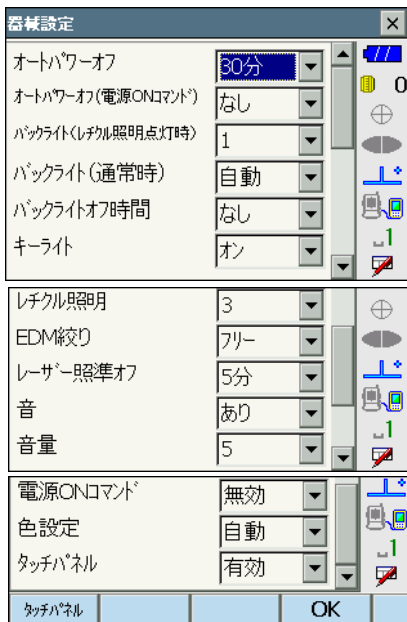 器械設定
オートパワーオフ 30分
オートパワーオフ(電源ONコマンド) なし
0
バックライト(レチクル照明点灯時) 1
バックライト(通常時) 自動
バックライトオフ時間 なし
キーライト オン
1
レチクル照明 3
EDM絞り フリー
レーザー照準オフ 5分
音 あり
1
音量 5
電源ONコマンド 無効
色設定 自動
1
タッチパネル 有効
タッチパネル OK